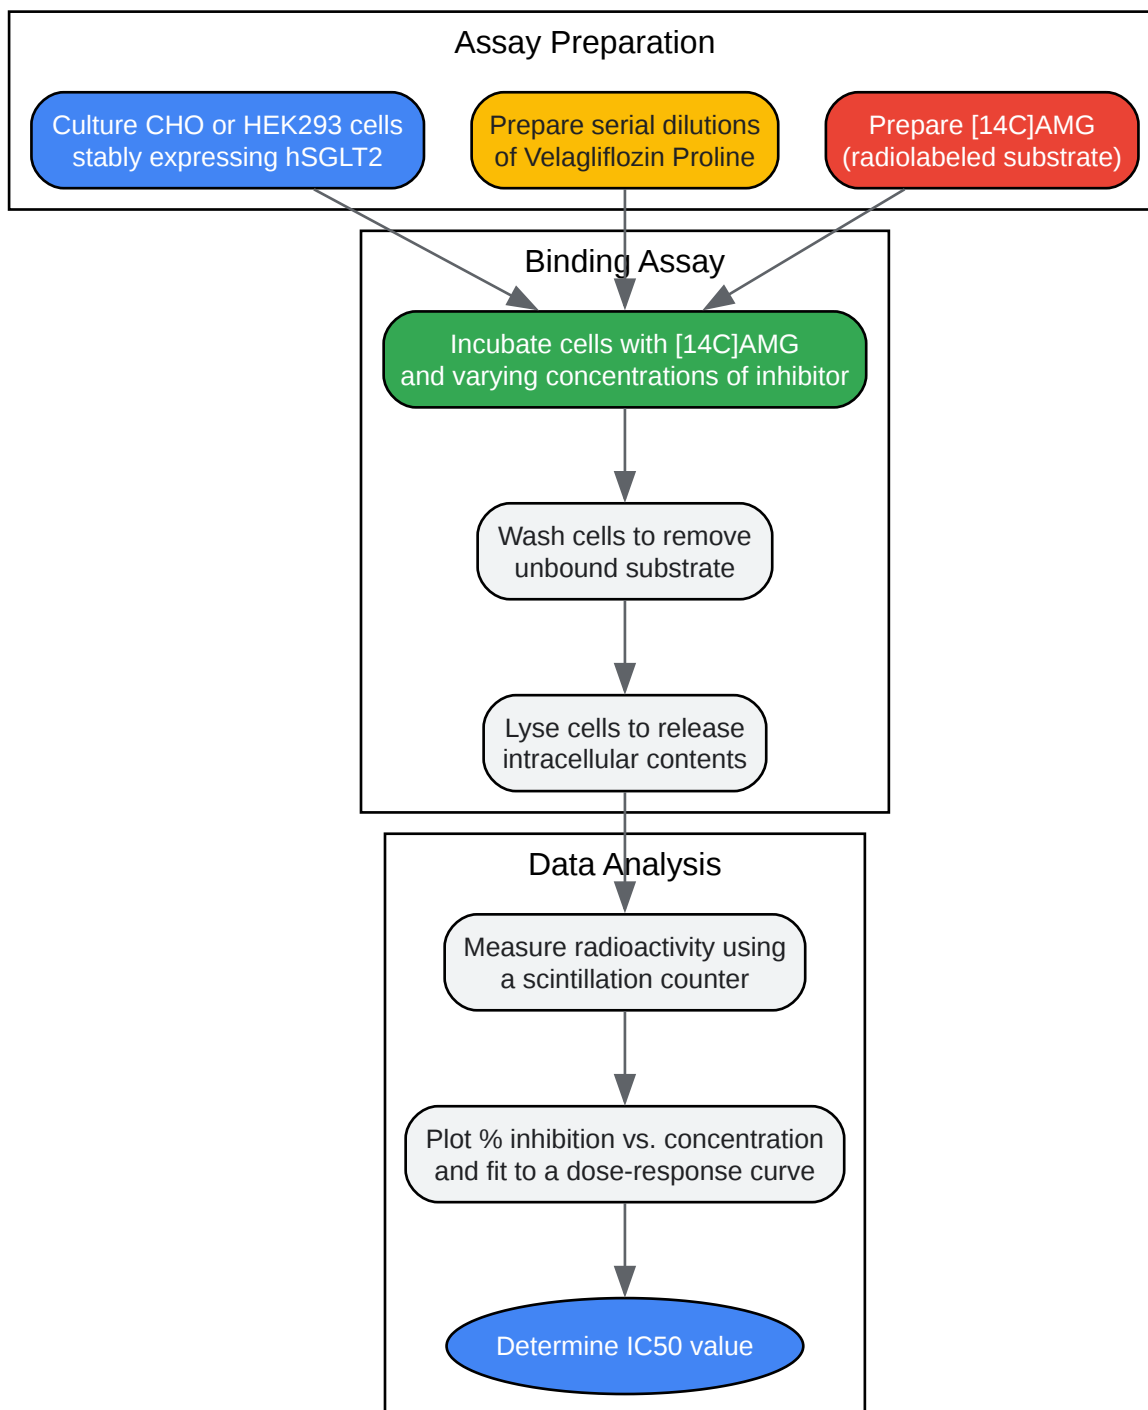 Assay Preparation
Culture CHO or HEK293 cells
stably expressing hSGLT2
Prepare serial dilutions
of Velagliflozin Proline
Prepare [14C]AMG
(radiolabeled substrate)
Binding Assay
Incubate cells with [14C]AMG
and varying concentrations of inhibitor
Wash cells to remove
unbound substrate
Lyse cells to release
intracellular contents
Data Analysis
Measure radioactivity using
a scintillation counter
Plot % inhibition vs. concentration
and fit to a dose-response curve
Determine IC50 value